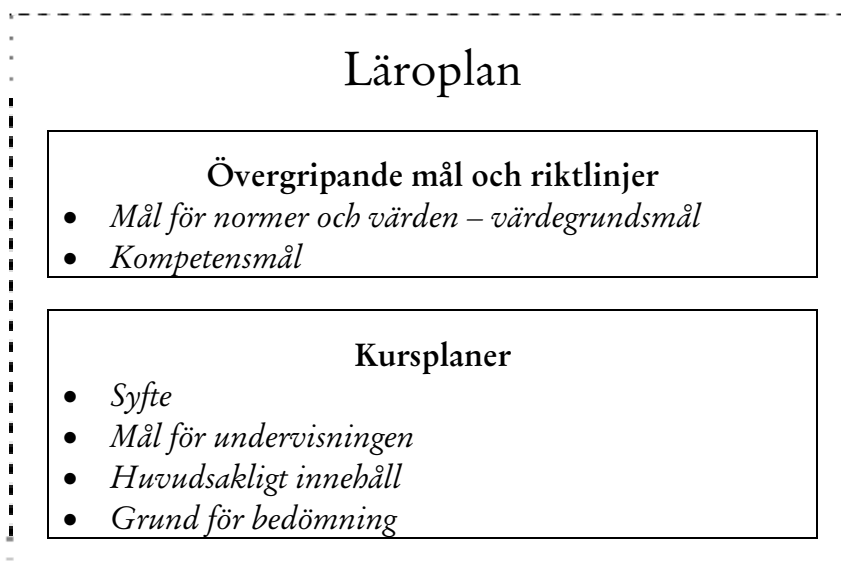 Läroplan
Övergripande mål och riktlinjer
• Mål för normer och värden – värdegrundsmål
• Kompetensmål
Kursplaner
• Syfte
• Mål för undervisningen
• Huvudsakligt innehåll
• Grund för bedömning